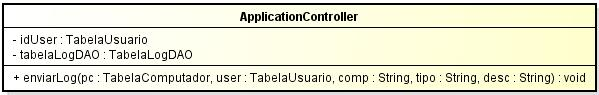 ApplicationController
- idUser : TabelaUsuario
- tabelaLogDAO : TabelaLogDAO
+ enviarLog(pc : TabelaComputador, user : TabelaUsuario, comp : String, tipo : String, desc : String) : void